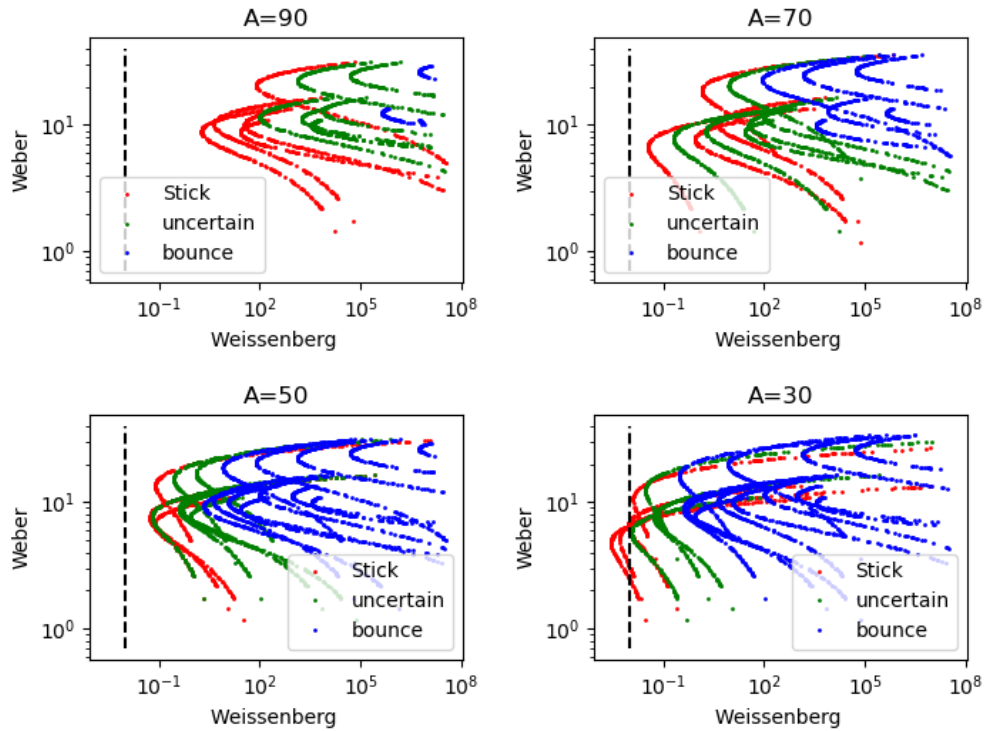 A=90
Weber
10¹
10⁰
Stick
uncertain
bounce
10⁻¹ 10² 10⁵ 10⁸
Weissenberg
A=70
Weber
10¹
10⁰
Stick
uncertain
bounce
10⁻¹ 10² 10⁵ 10⁸
Weissenberg
A=50
Weber
10¹
10⁰
Stick
uncertain
bounce
10⁻¹ 10² 10⁵ 10⁸
Weissenberg
A=30
Weber
10¹
10⁰
Stick
uncertain
bounce
10⁻¹ 10² 10⁵ 10⁸
Weissenberg